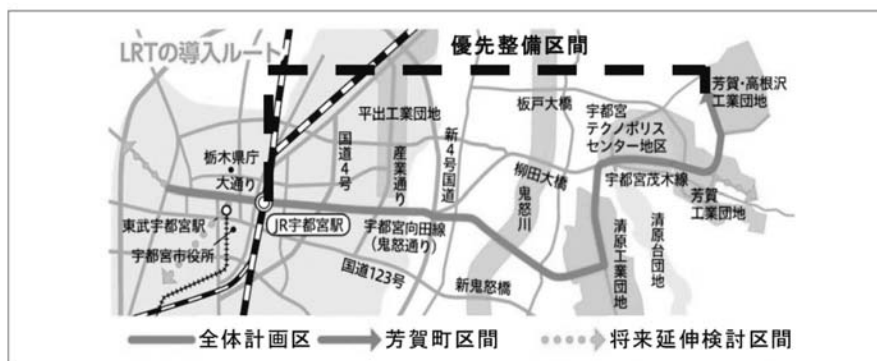 LRTの導入ルート
優先整備区間
芳賀・高根沢
工業団地
平出工業団地
板戸大橋
宇都宮
テクノポリス
センター地区
栃木県庁
大通り
国道4号
産業通り
新4号国道
柳田大橋
鬼怒川
宇都宮茂木線
芳賀
工業団地
東武宇都宮駅
JR宇都宮駅
宇都宮向田線
(鬼怒通り)
宇都宮市役所
国道123号
新鬼怒橋
清原工業団地
清原台団地
全体計画区
芳賀町区間
将来延伸検討区間